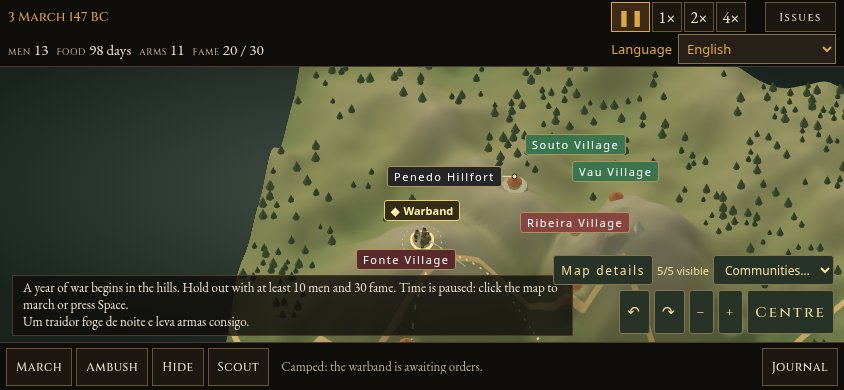 3 March 147 BC
❚❚ 1× 2× 4× Issues
MEN 13 FOOD 98 days ARMS 11 FAME 20 / 30
Language English
Souto Village
Vau Village
Penedo Hillfort
◆ Warband
Ribeira Village
Fonte Village
Map details 5/5 visible Communities...
A year of war begins in the hills. Hold out with at least 10 men and 30 fame. Time is paused: click the map to
march or press Space.
Um traidor foge de noite e leva armas consigo.
↶ ↷ − + Centre
March Ambush Hide Scout Camped: the warband is awaiting orders. Journal